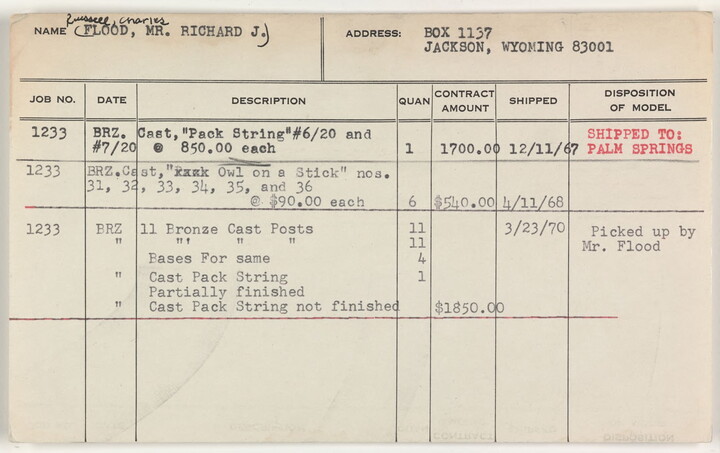 Russell, Charles
NAME (FLOOD, MR. RICHARD J.)
ADDRESS: BOX 1137
JACKSON, WYOMING 83001
JOB NO. DATE DESCRIPTION QUAN CONTRACT AMOUNT SHIPPED DISPOSITION OF MODEL
1233 BRZ. Cast,"Pack String"#6/20 and SHIPPED TO:
#7/20 @ 850.00 each 1 1700.00 12/11/67 PALM SPRINGS
1233 BRZ.Cast," Owl on a Stick" nos.
31, 32, 33, 34, 35, and 36
@ $90.00 each 6 $540.00 4/11/68
1233 BRZ 11 Bronze Cast Posts 11 3/23/70 Picked up by
" "' " " 11 Mr. Flood
Bases For same 4
" Cast Pack String 1
Partially finished
" Cast Pack String not finished $1850.00